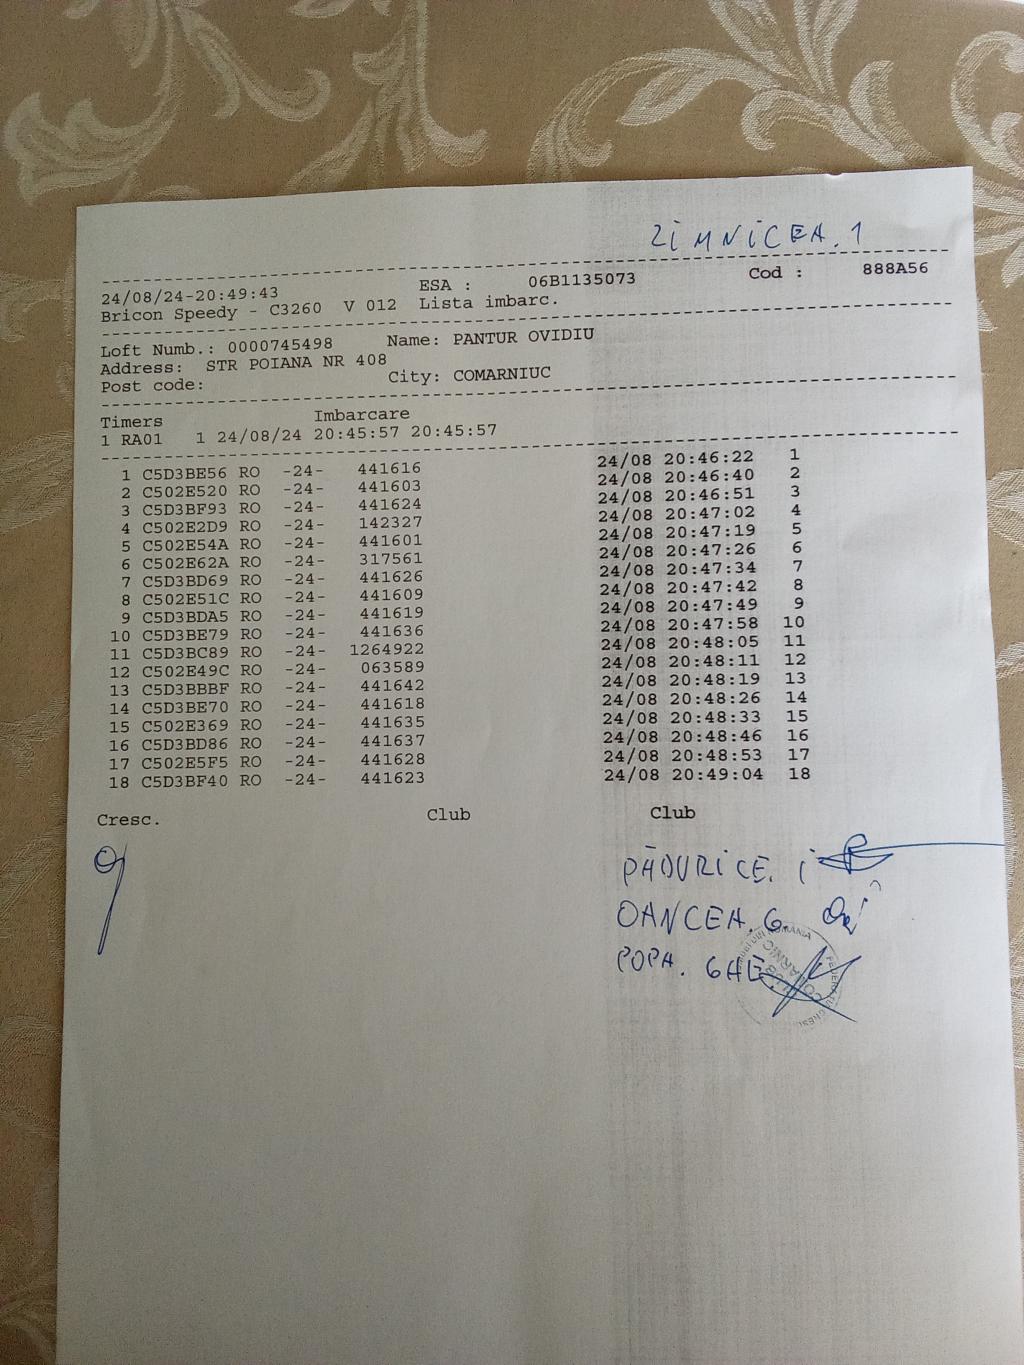 ZIMNICEA. 1
24/08/24-20:49:43 ESA : 06B1135073 Cod : 888A56
Bricon Speedy - C3260 V 012 Lista imbarc.
Loft Numb.: 0000745498 Name: PANTUR OVIDIU
Address: STR POIANA NR 408
Post code: City: COMARNIUC
Timers Imbarcare
1 RA01 1 24/08/24 20:45:57 20:45:57
1 C5D3BE56 RO -24- 441616 24/08 20:46:22 1
2 C502E520 RO -24- 441603 24/08 20:46:40 2
3 C5D3BF93 RO -24- 441624 24/08 20:46:51 3
4 C502E2D9 RO -24- 142327 24/08 20:47:02 4
5 C502E54A RO -24- 441601 24/08 20:47:19 5
6 C502E62A RO -24- 317561 24/08 20:47:26 6
7 C5D3BD69 RO -24- 441626 24/08 20:47:34 7
8 C502E51C RO -24- 441609 24/08 20:47:42 8
9 C5D3BDA5 RO -24- 441619 24/08 20:47:49 9
10 C5D3BE79 RO -24- 441636 24/08 20:47:58 10
11 C5D3BC89 RO -24- 1264922 24/08 20:48:05 11
12 C502E49C RO -24- 063589 24/08 20:48:11 12
13 C5D3BBBF RO -24- 441642 24/08 20:48:19 13
14 C5D3BE70 RO -24- 441618 24/08 20:48:26 14
15 C502E369 RO -24- 441635 24/08 20:48:33 15
16 C5D3BD86 RO -24- 441637 24/08 20:48:46 16
17 C502E5F5 RO -24- 441628 24/08 20:48:53 17
18 C5D3BF40 RO -24- 441623 24/08 20:49:04 18
Cresc. Club Club
PĂDURICE. I
OANCEA. G.
POPA. GHE.
DIN ROMANIA
CLUB
COMARNIC